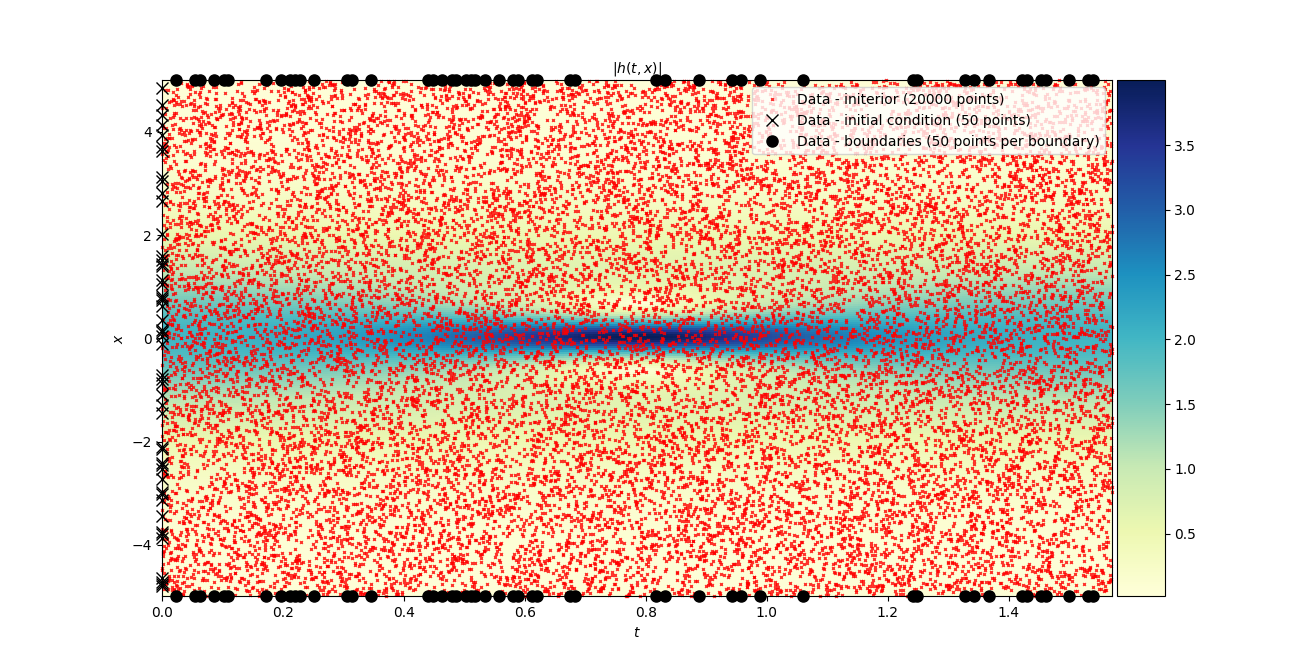 |h(t, x)|
Data - initerior (20000 points)
Data - initial condition (50 points)
Data - boundaries (50 points per boundary)
4
2
0
−2
−4
x
0.0 0.2 0.4 0.6 0.8 1.0 1.2 1.4
t
3.5
3.0
2.5
2.0
1.5
1.0
0.5